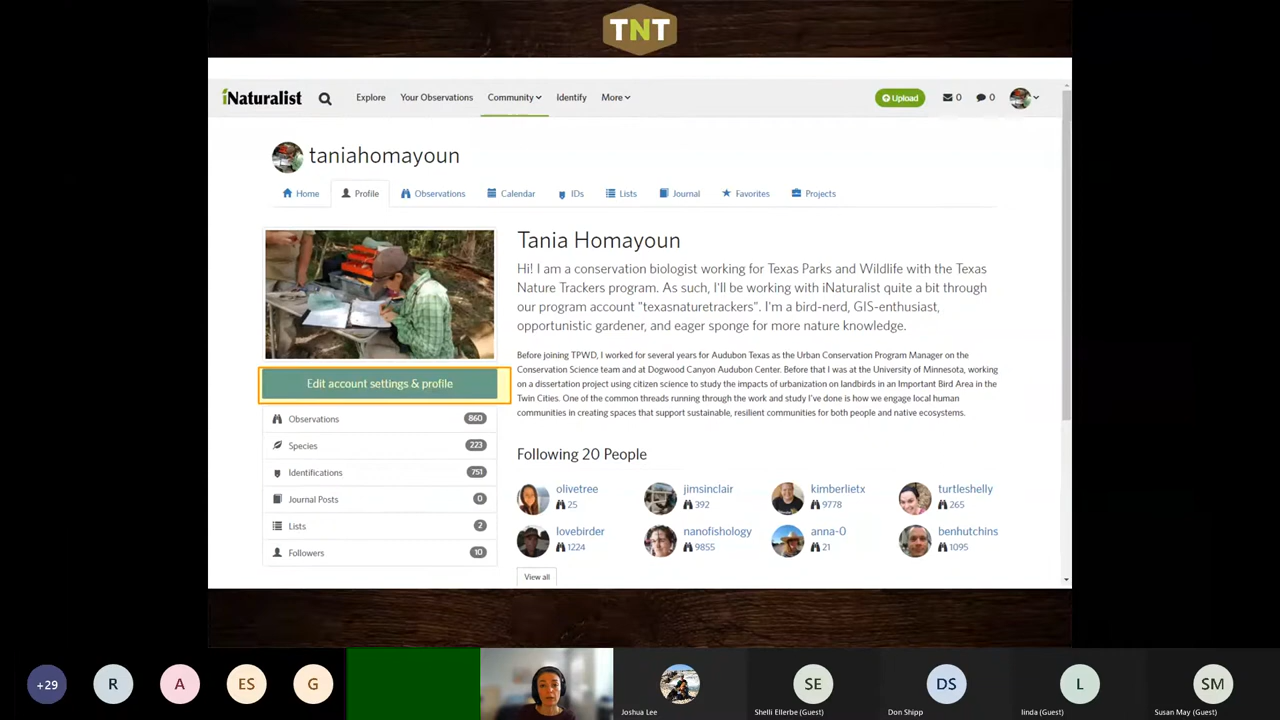 TNT
iNaturalist Explore Your Observations Community Identify More Upload 0 0
taniahomayoun
Home Profile Observations Calendar IDs Lists Journal Favorites Projects
Tania Homayoun
Hi! I am a conservation biologist working for Texas Parks and Wildlife with the Texas
Nature Trackers program. As such, I'll be working with iNaturalist quite a bit through
our program account "texasnaturetrackers". I'm a bird-nerd, GIS-enthusiast,
opportunistic gardener, and eager sponge for more nature knowledge.
Before joining TPWD, I worked for several years for Audubon Texas as the Urban Conservation Program Manager on the
Conservation Science team and at Dogwood Canyon Audubon Center. Before that I was at the University of Minnesota, working
on a dissertation project using citizen science to study the impacts of urbanization on landbirds in an Important Bird Area in the
Twin Cities. One of the common threads running through the work and study I've done is how we engage local human
communities in creating spaces that support sustainable, resilient communities for both people and native ecosystems.
Edit account settings & profile
Observations 860
Species 223
Identifications 751
Journal Posts 0
Lists 2
Followers 10
Following 20 People
olivetree jimsinclair kimberlietx turtleshelly
25 392 9778 265
lovebirder nanofishology anna-0 benhutchins
1224 9855 21 1095
View all
+29 R A ES G SE DS L SM
Joshua Lee Shelli Ellerbe (Guest) Don Shipp linda (Guest) Susan May (Guest)